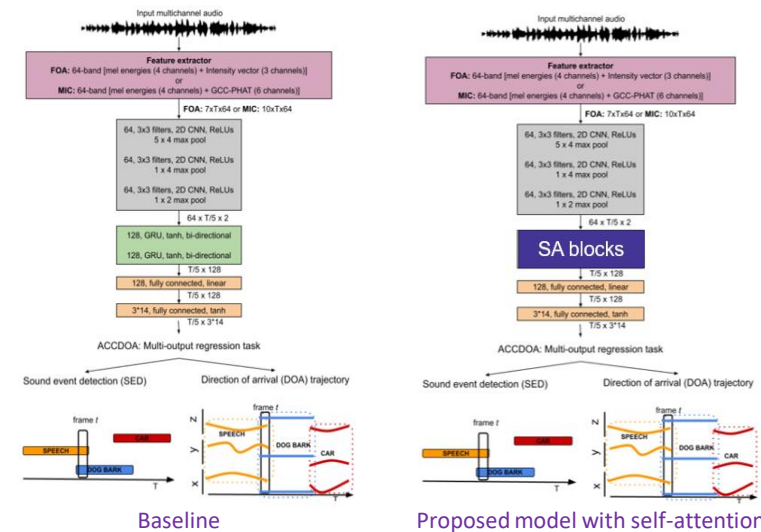 Input multichannel audio
Feature extractor
FOA: 64-band [mel energies (4 channels) + Intensity vector (3 channels)]
or
MIC: 64-band [mel energies (4 channels) + GCC-PHAT (6 channels)]
FOA: 7xTx64 or MIC: 10xTx64
64, 3x3 filters, 2D CNN, ReLUs
5 x 4 max pool
64, 3x3 filters, 2D CNN, ReLUs
1 x 4 max pool
64, 3x3 filters, 2D CNN, ReLUs
1 x 2 max pool
64 x T/5 x 2
128, GRU, tanh, bi-directional
128, GRU, tanh, bi-directional
T/5 x 128
128, fully connected, linear
T/5 x 128
3*14, fully connected, tanh
T/5 x 3*14
ACCDOA: Multi-output regression task
Sound event detection (SED)
Direction of arrival (DOA) trajectory
frame t
CAR
SPEECH
DOG BARK
T
frame t
z
y
x
SPEECH
DOG BARK
CAR
T
Baseline
Input multichannel audio
Feature extractor
FOA: 64-band [mel energies (4 channels) + Intensity vector (3 channels)]
or
MIC: 64-band [mel energies (4 channels) + GCC-PHAT (6 channels)]
FOA: 7xTx64 or MIC: 10xTx64
64, 3x3 filters, 2D CNN, ReLUs
5 x 4 max pool
64, 3x3 filters, 2D CNN, ReLUs
1 x 4 max pool
64, 3x3 filters, 2D CNN, ReLUs
1 x 2 max pool
64 x T/5 x 2
SA blocks
T/5 x 128
128, fully connected, linear
T/5 x 128
3*14, fully connected, tanh
T/5 x 3*14
ACCDOA: Multi-output regression task
Sound event detection (SED)
Direction of arrival (DOA) trajectory
frame t
CAR
SPEECH
DOG BARK
T
frame t
z
y
x
SPEECH
DOG BARK
CAR
T
Proposed model with self-attention